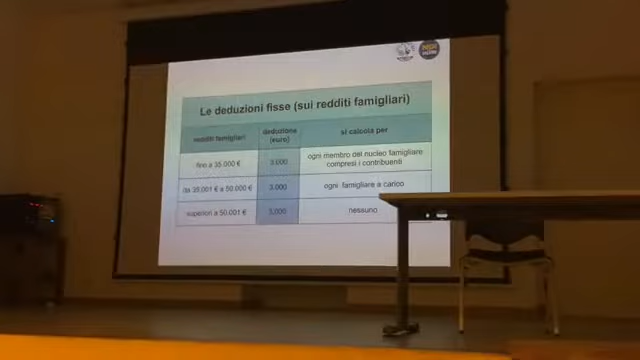 Le deduzioni fisse (sui redditi famigliari)
redditi famigliari
deduzione
(euro)
si calcola per
fino a 35.000 €
3.000
ogni membro del nucleo famigliare
compresi i contribuenti
da 35.001 € a 50.000 €
3.000
ogni famigliare a carico
superiori a 50.001 €
3.000
nessuno